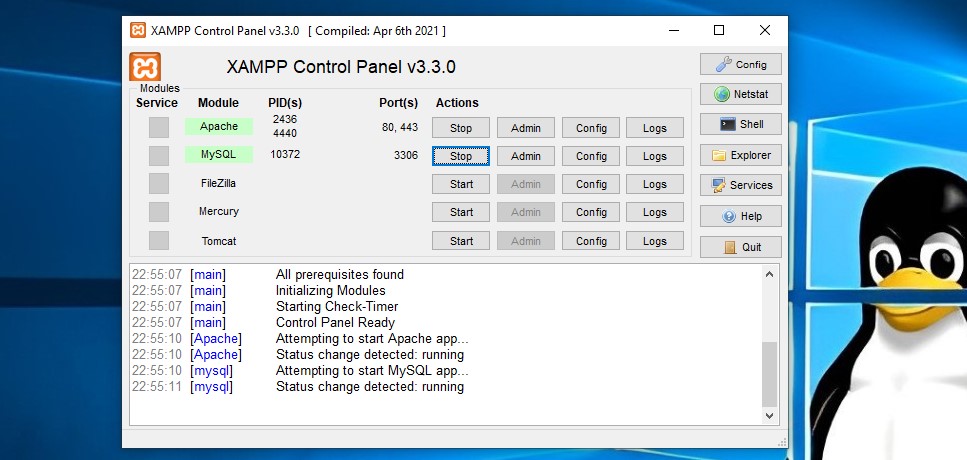 XAMPP Control Panel v3.3.0 [ Compiled: Apr 6th 2021 ]
XAMPP Control Panel v3.3.0
Config
Modules
Service Module PID(s) Port(s) Actions
Netstat
Apache 2436 4440 80, 443 Stop Admin Config Logs
Shell
MySQL 10372 3306 Stop Admin Config Logs
Explorer
FileZilla Start Admin Config Logs
Services
Mercury Start Admin Config Logs
Help
Tomcat Start Admin Config Logs
Quit
22:55:07 [main] All prerequisites found
22:55:07 [main] Initializing Modules
22:55:07 [main] Starting Check-Timer
22:55:07 [main] Control Panel Ready
22:55:10 [Apache] Attempting to start Apache app...
22:55:10 [Apache] Status change detected: running
22:55:10 [mysql] Attempting to start MySQL app...
22:55:11 [mysql] Status change detected: running